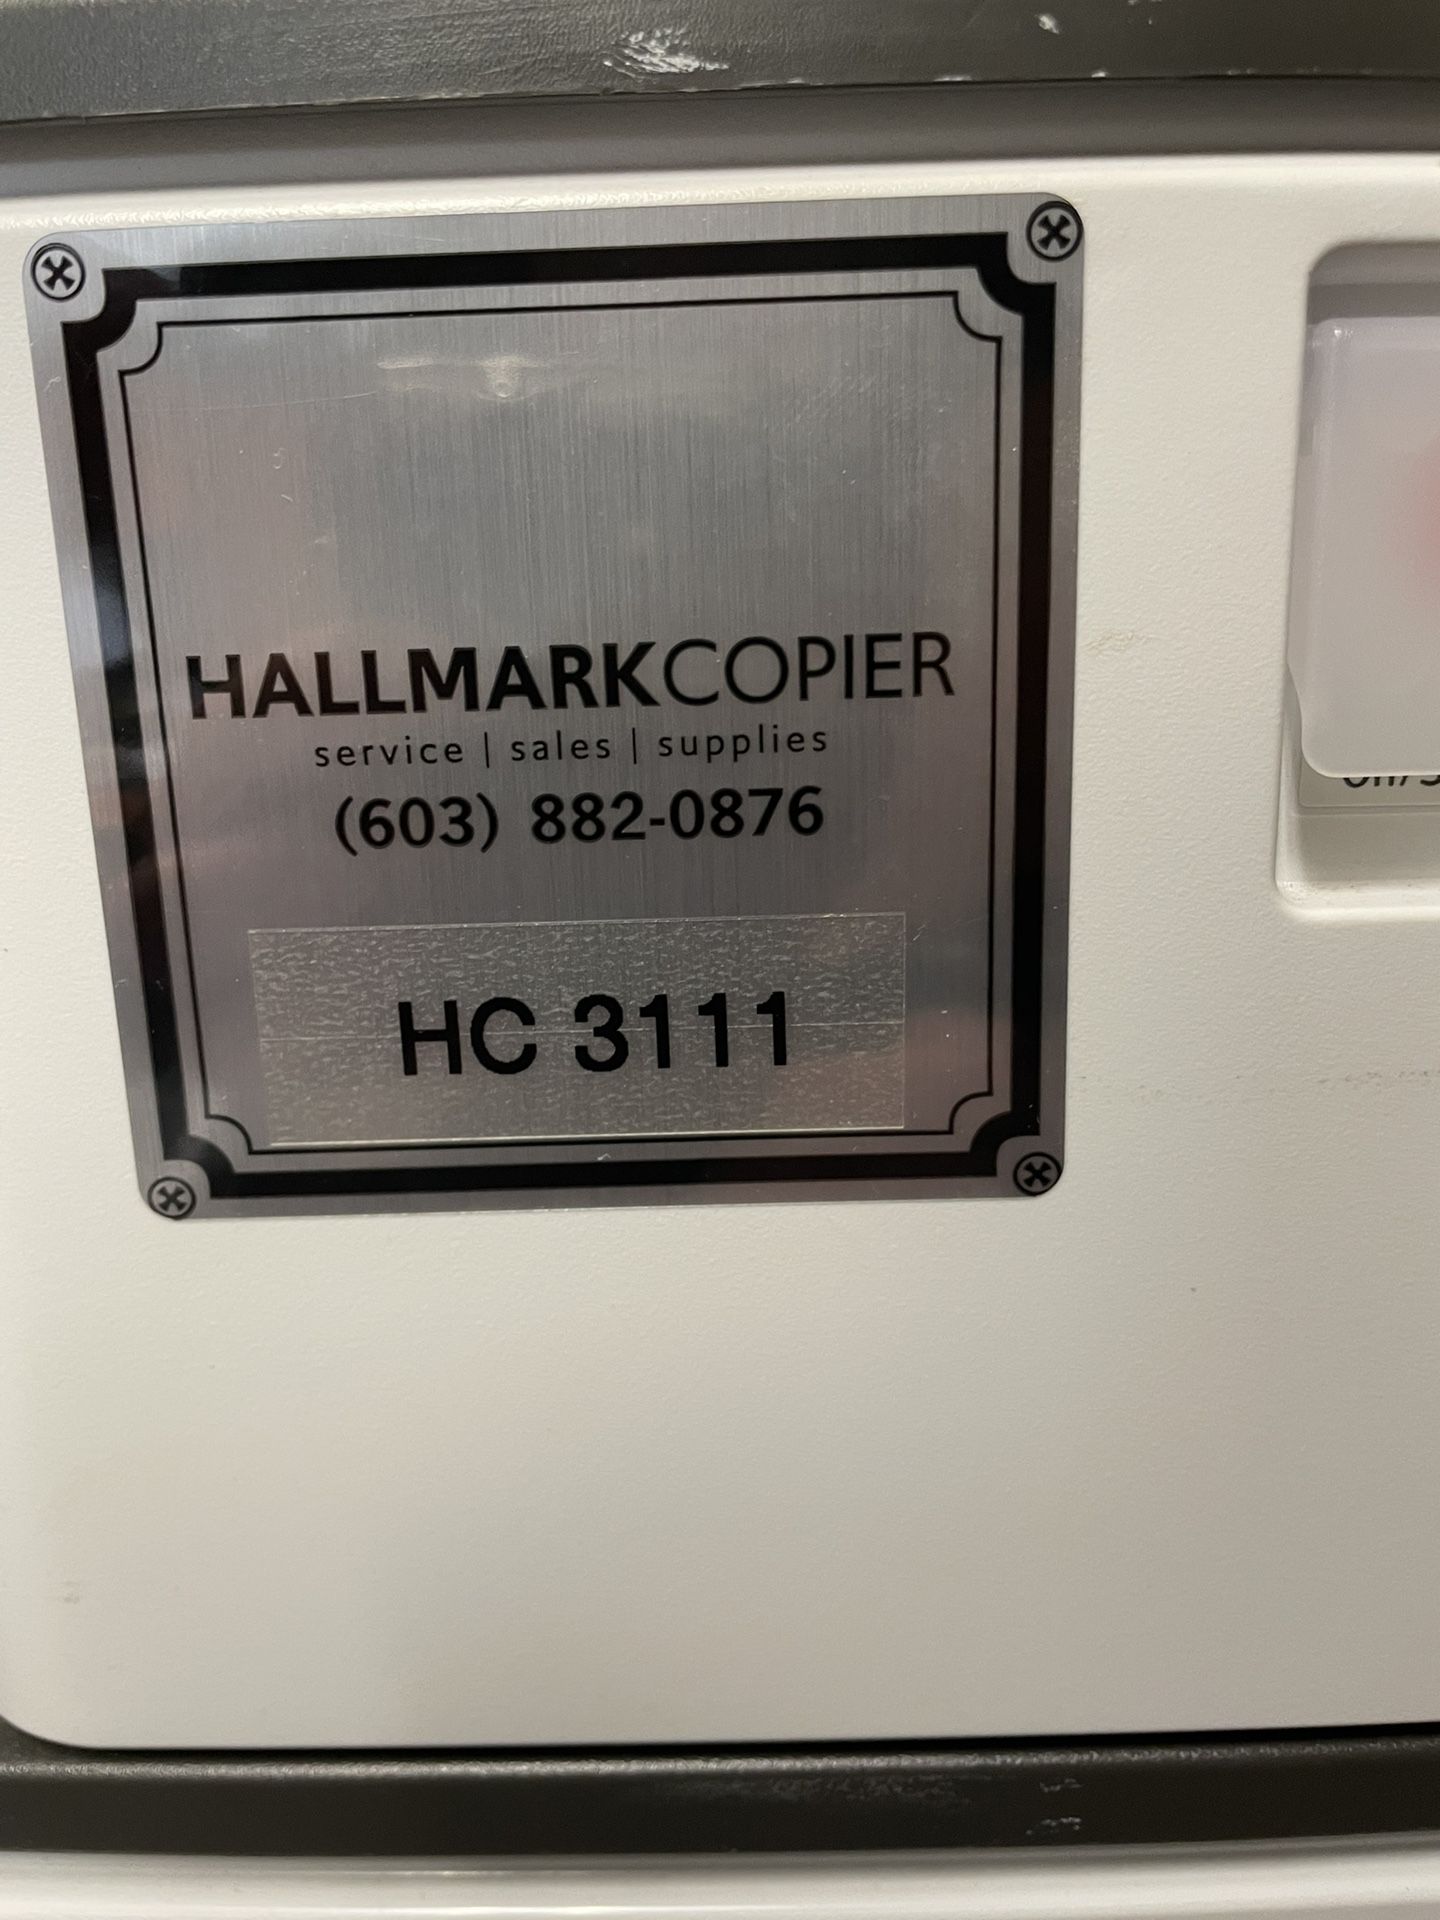 HALLMARKCOPIER
service | sales | supplies
(603) 882-0876
HC 3111